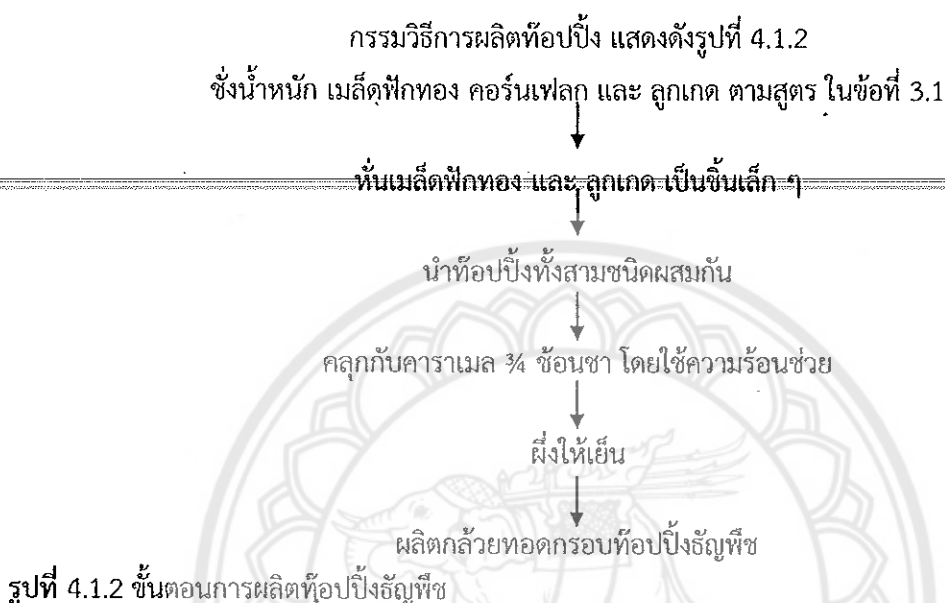 กรรมวิธีการผลิตท๊อปปิ้ง แสดงดังรูปที่ 4.1.2
ชั่งน้ำหนัก เมล็ดฟักทอง คอร์นเฟลก และ ลูกเกด ตามสูตร ในข้อที่ 3.1
หั่นเมล็ดฟักทอง และ ลูกเกด เป็นชิ้นเล็ก ๆ
นำท๊อปปิ้งทั้งสามชนิดผสมกัน
คลุกกับคาราเมล ¾ ช้อนชา โดยใช้ความร้อนช่วย
ผึ่งให้เย็น
ผลิตกล้วยทอดกรอบท๊อปปิ้งธัญพืช
รูปที่ 4.1.2 ขั้นตอนการผลิตท๊อปปิ้งธัญพืช